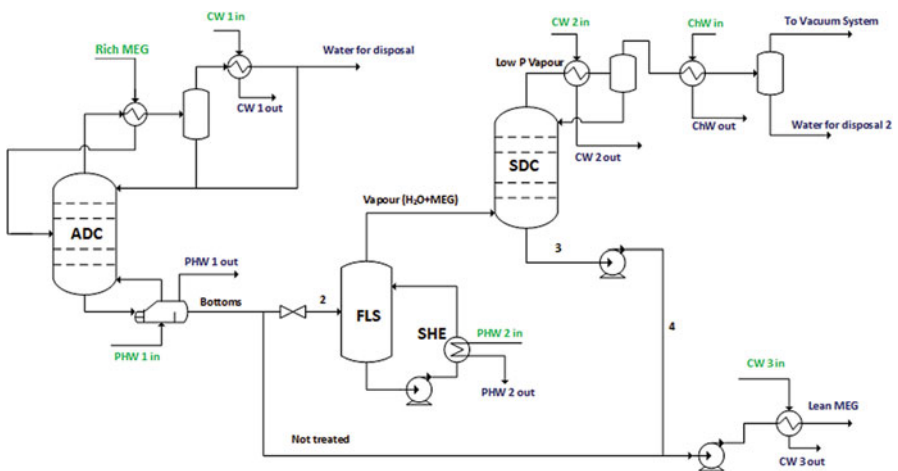 CW 1 in
Rich MEG
Water for disposal
CW 1 out
ADC
PHW 1 out
Bottoms
PHW 1 in
2
Vapour (H₂O+MEG)
FLS
SHE
PHW 2 in
PHW 2 out
Not treated
CW 2 in
Low P Vapour
CW 2 out
SDC
ChW in
ChW out
To Vacuum System
Water for disposal 2
3
4
CW 3 in
Lean MEG
CW 3 out